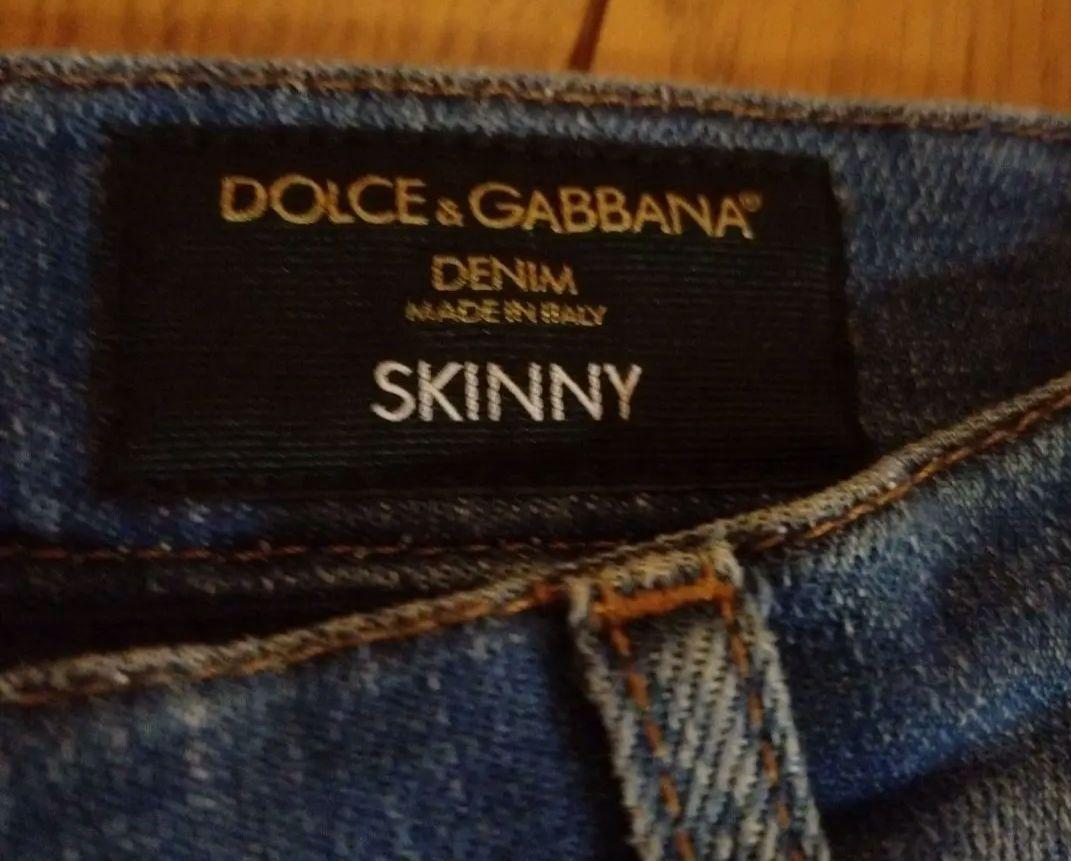 DOLCE & GABBANA®
DENIM
MADE IN ITALY
SKINNY